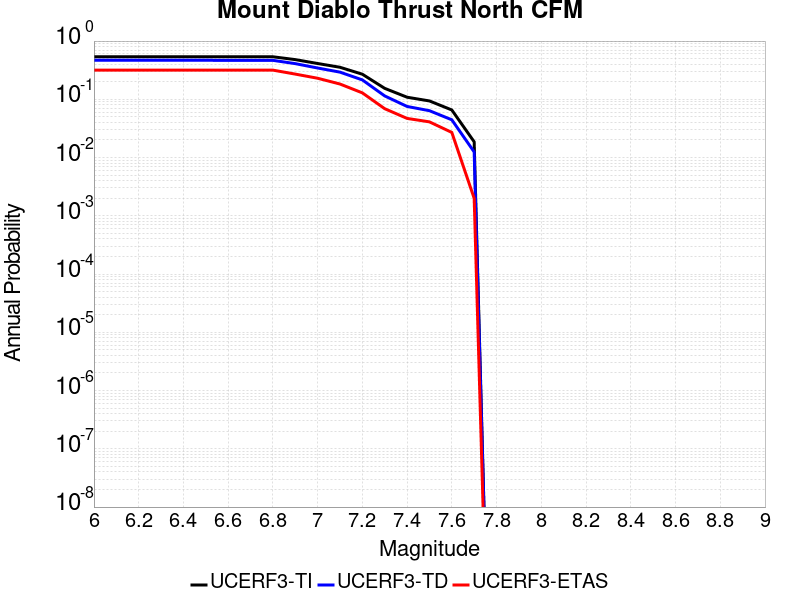 Mount Diablo Thrust North CFM
10^0
10^-1
10^-2
10^-3
10^-4
10^-5
10^-6
10^-7
10^-8
Annual Probability
6 6.2 6.4 6.6 6.8 7 7.2 7.4 7.6 7.8 8 8.2 8.4 8.6 8.8 9
Magnitude
UCERF3-TI UCERF3-TD UCERF3-ETAS